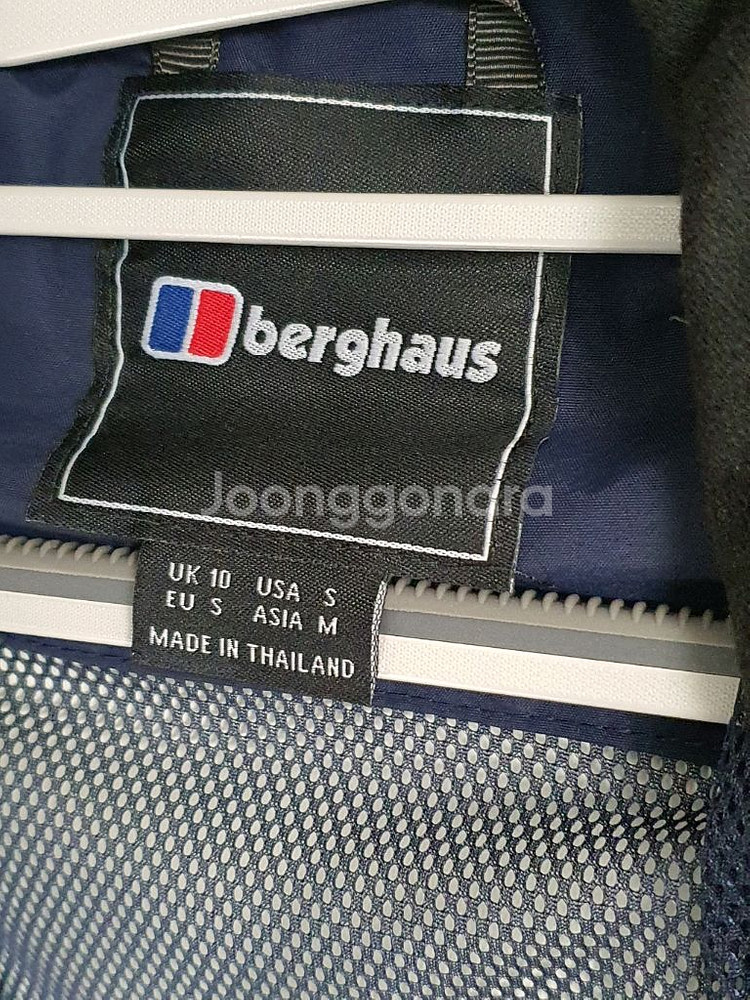 berghaus
Joonggonara
UK 10 USA S
EU S ASIA M
MADE IN THAILAND